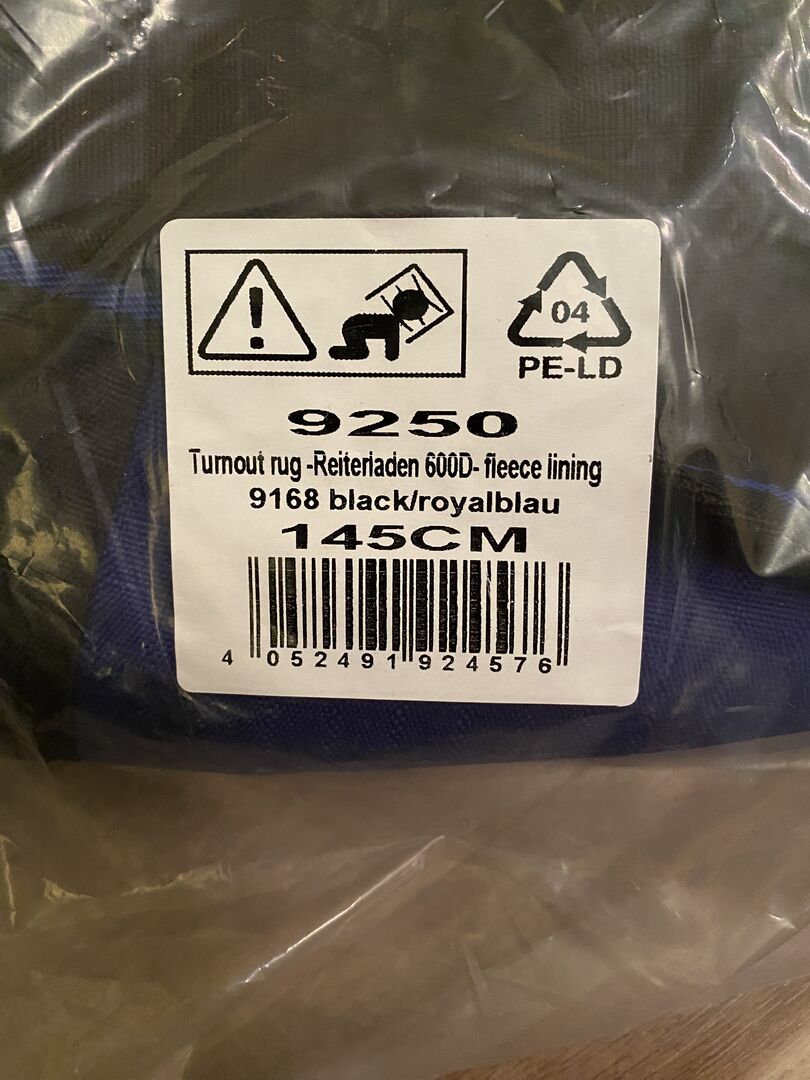 04
PE-LD
9250
Turnout rug -Reiterladen 600D- fleece lining
9168 black/royalblau
145CM
4 052491 924576